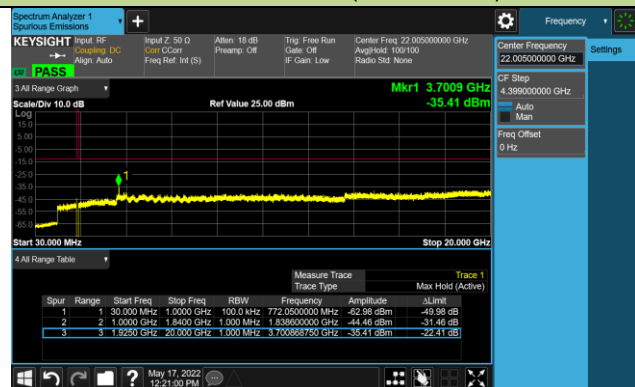 Spectrum Analyzer 1
Spurious Emissions
Frequency
KEYSIGHT
Input: RF
Coupling: DC
Align: Auto
Input Z: 50 Ω
Corr CCorr
Freq Ref: Int (S)
Atten: 18 dB
Preamp: Off
Trig: Free Run
Gate: Off
IF Gain: Low
Center Freq: 22.005000000 GHz
Avg|Hold: 100/100
Radio Std: None
PASS
3 All Range Graph
Mkr1 3.7009 GHz
Scale/Div 10.0 dB
Ref Value 25.00 dBm
-35.41 dBm
Log
15.0
5.00
-5.00
-15.0
-25.0
-35.0
-45.0
-55.0
-65.0
1
Start 30.000 MHz
Stop 20.000 GHz
4 All Range Table
Measure Trace Trace 1
Trace Type Max Hold (Active)
Spur Range Start Freq Stop Freq RBW Frequency Amplitude ΔLimit
1 1 30.000 MHz 1.0000 GHz 100.0 kHz 772.0500000 MHz -62.98 dBm -49.98 dB
2 2 1.0000 GHz 1.8400 GHz 1.000 MHz 1.838600000 GHz -44.46 dBm -31.46 dB
3 3 1.9250 GHz 20.000 GHz 1.000 MHz 3.700868750 GHz -35.41 dBm -22.41 dB
Center Frequency
22.005000000 GHz
Settings
CF Step
4.399000000 GHz
Auto
Man
Freq Offset
0 Hz
May 17, 2022
12:21:00 PM